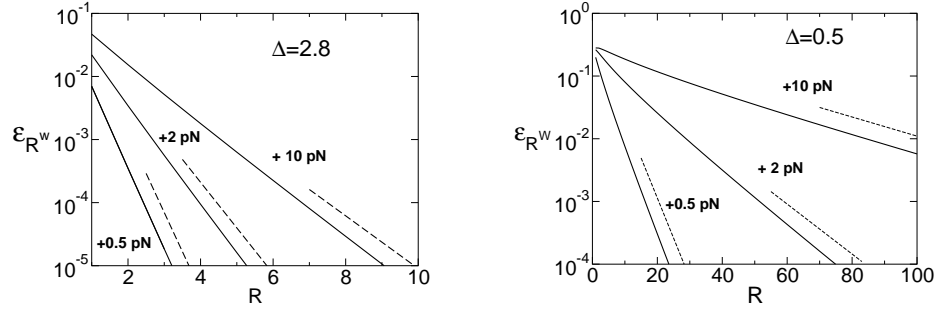 10^-1
10^-2
10^-3
10^-4
10^-5
ε_R^w
Δ=2.8
+2 pN
+ 10 pN
+0.5 pN
2 4 6 8 10
R
10^0
10^-1
10^-2
10^-3
10^-4
ε_R^W
Δ=0.5
+10 pN
+ 2 pN
+0.5 pN
0 20 40 60 80 100
R